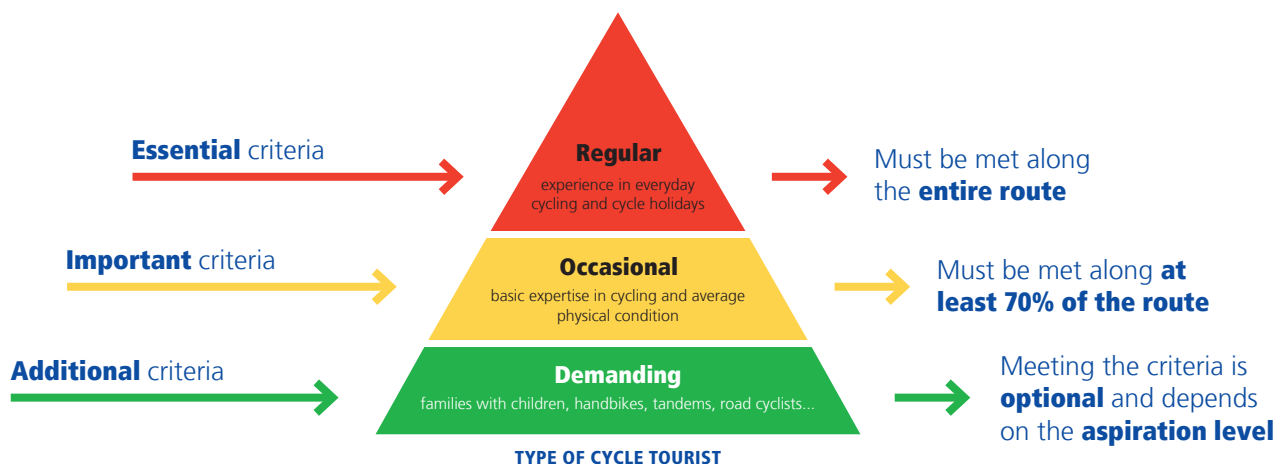 Essential criteria
Regular
experience in everyday
cycling and cycle holidays
Must be met along
the entire route
Important criteria
Occasional
basic expertise in cycling and average
physical condition
Must be met along at
least 70% of the route
Additional criteria
Demanding
families with children, handbikes, tandems, road cyclists...
Meeting the criteria is
optional and depends
on the aspiration level
TYPE OF CYCLE TOURIST